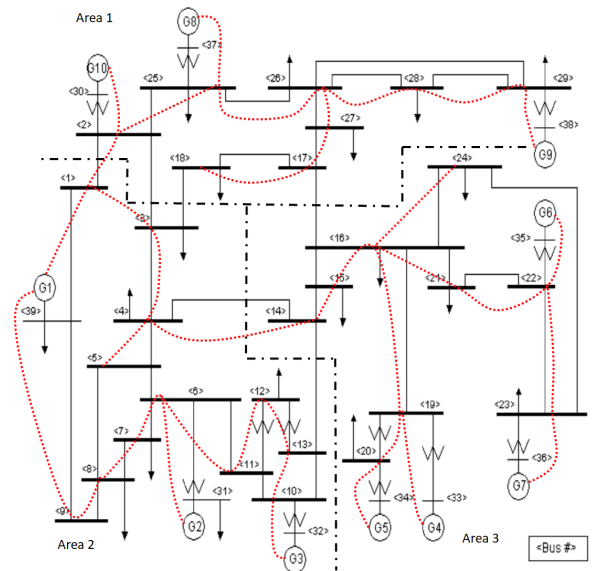 Area 1
G8
<37>
G10
<30>
<25>
<26>
<28>
<29>
<2>
<27>
<38>
<18>
<17>
G9
<24>
<1>
<3>
<16>
G6
<35>
G1
<15>
<21>
<22>
<39>
<4>
<14>
<5>
<6>
<12>
<7>
<19>
<23>
<13>
<8>
<11>
<20>
<36>
<9>
<31>
<10>
<34>
<33>
G7
G2
<32>
G5
G4
Area 2
G3
Area 3
<Bus #>